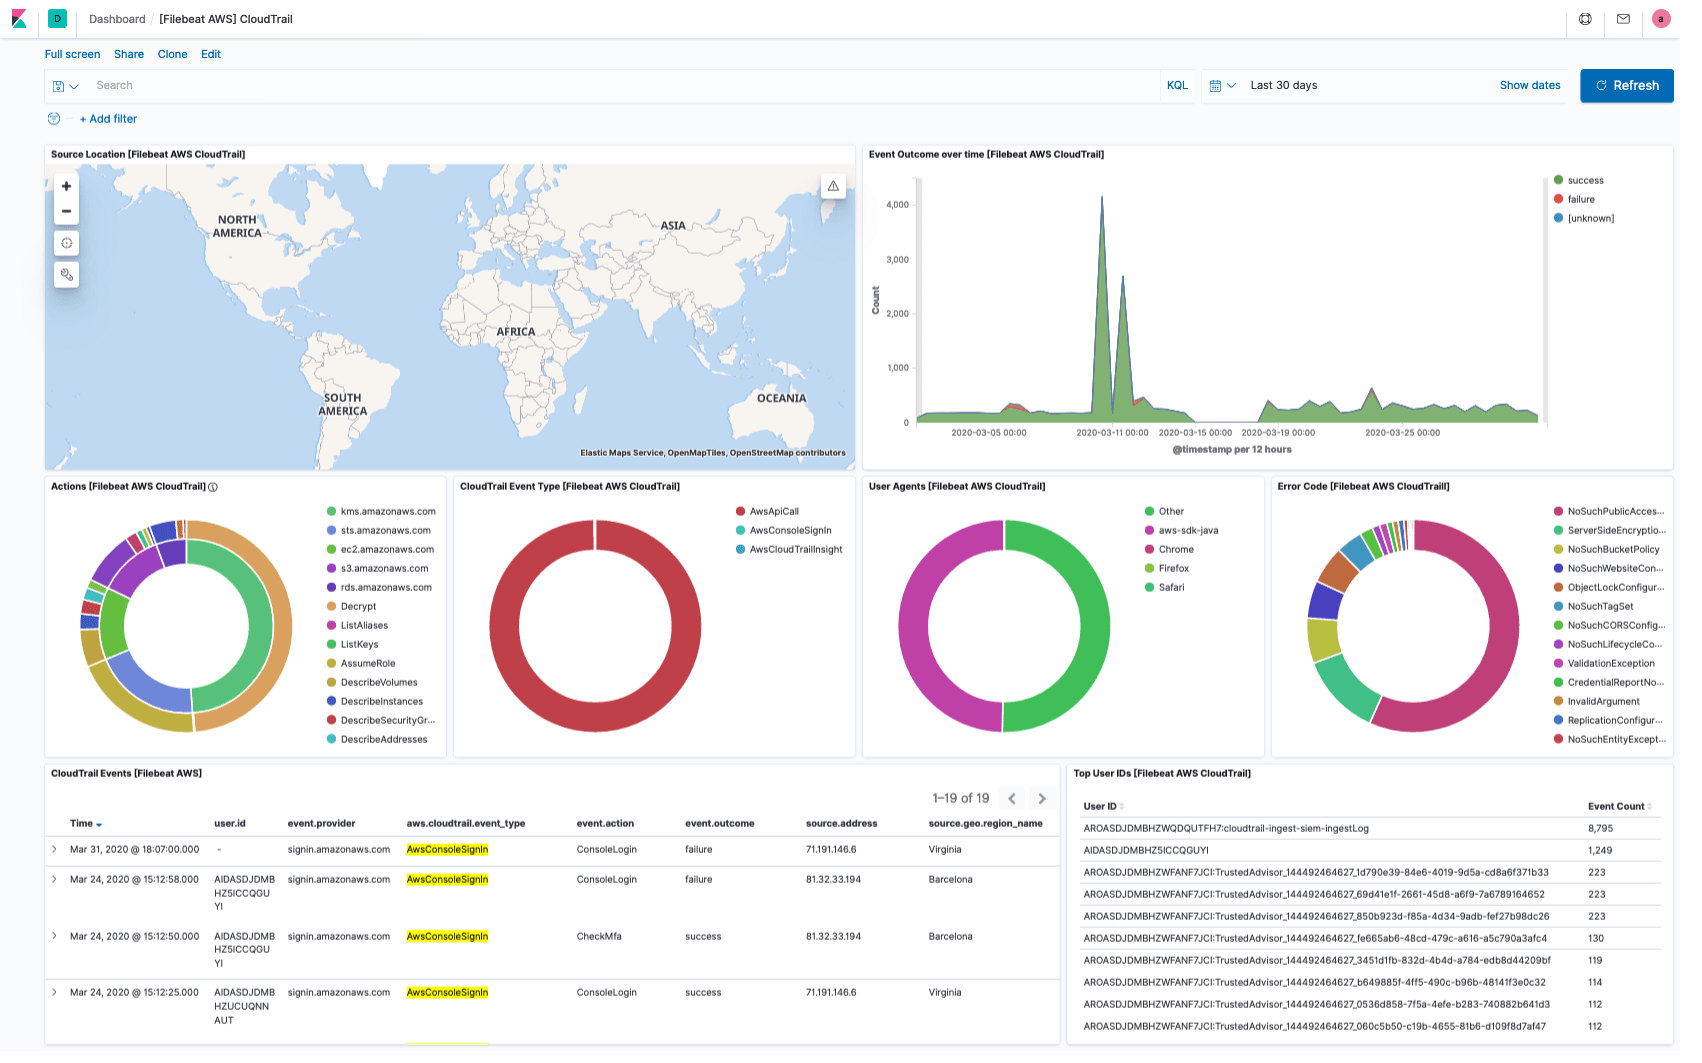 D Dashboard / [Filebeat AWS] CloudTrail a
Full screen Share Clone Edit
Search KQL Last 30 days Show dates Refresh
+ Add filter
Source Location [Filebeat AWS CloudTrail]
NORTH
AMERICA
ASIA
AFRICA
SOUTH
AMERICA
OCEANIA
Elastic Maps Service, OpenMapTiles, OpenStreetMap contributors
Event Outcome over time [Filebeat AWS CloudTrail]
4,000
3,000
2,000
1,000
0
Count
2020-03-05 00:00 2020-03-11 00:00 2020-03-15 00:00 2020-03-19 00:00 2020-03-25 00:00
@timestamp per 12 hours
success
failure
[unknown]
Actions [Filebeat AWS CloudTrail]
kms.amazonaws.com
sts.amazonaws.com
ec2.amazonaws.com
s3.amazonaws.com
rds.amazonaws.com
Decrypt
ListAliases
ListKeys
AssumeRole
DescribeVolumes
DescribeInstances
DescribeSecurityGr...
DescribeAddresses
CloudTrail Event Type [Filebeat AWS CloudTrail]
AwsApiCall
AwsConsoleSignIn
AwsCloudTrailInsight
User Agents [Filebeat AWS CloudTrail]
Other
aws-sdk-java
Chrome
Firefox
Safari
Error Code [Filebeat AWS CloudTraill]
NoSuchPublicAcces...
ServerSideEncryptio...
NoSuchBucketPolicy
NoSuchWebsiteCon...
ObjectLockConfigur...
NoSuchTagSet
NoSuchCORSConfig...
NoSuchLifecycleCo...
ValidationException
CredentialReportNo...
InvalidArgument
ReplicationConfigur...
NoSuchEntityExcept...
CloudTrail Events [Filebeat AWS]
1–19 of 19
Time user.id event.provider aws.cloudtrail.event_type event.action event.outcome source.address source.geo.region_name
Mar 31, 2020 @ 18:07:00.000 - signin.amazonaws.com AwsConsoleSignIn ConsoleLogin failure 71.191.146.6 Virginia
Mar 24, 2020 @ 15:12:58.000 AIDASDJDMB signin.amazonaws.com AwsConsoleSignIn ConsoleLogin failure 81.32.33.194 Barcelona
HZ5ICCQGU
YI
Mar 24, 2020 @ 15:12:50.000 AIDASDJDMB signin.amazonaws.com AwsConsoleSignIn CheckMfa success 81.32.33.194 Barcelona
HZ5ICCQGU
YI
Mar 24, 2020 @ 15:12:25.000 AIDASDJDMB signin.amazonaws.com AwsConsoleSignIn ConsoleLogin success 71.191.146.6 Virginia
HZUCUQNN
AUT
Top User IDs [Filebeat AWS CloudTrail]
User ID Event Count
AROASDJDMBHZWQDQUTFH7:cloudtrail-ingest-siem-ingestLog 8,795
AIDASDJDMBHZ5ICCQGUYI 1,249
AROASDJDMBHZWFANF7JCI:TrustedAdvisor_144492464627_1d790e39-84e6-4019-9d5a-cd8a6f371b33 223
AROASDJDMBHZWFANF7JCI:TrustedAdvisor_144492464627_69d41e1f-2661-45d8-a6f9-7a6789164652 223
AROASDJDMBHZWFANF7JCI:TrustedAdvisor_144492464627_850b923d-f85a-4d34-9adb-fef27b98dc26 223
AROASDJDMBHZWFANF7JCI:TrustedAdvisor_144492464627_fe665ab6-48cd-479c-a616-a5c790a3afc4 130
AROASDJDMBHZWFANF7JCI:TrustedAdvisor_144492464627_3451d1fb-832d-4b4d-a784-edb8d44209bf 119
AROASDJDMBHZWFANF7JCI:TrustedAdvisor_144492464627_b649885f-4ff5-490c-b96b-48141f3e0c32 114
AROASDJDMBHZWFANF7JCI:TrustedAdvisor_144492464627_0536d858-7f5a-4efe-b283-740882b641d3 112
AROASDJDMBHZWFANF7JCI:TrustedAdvisor_144492464627_060c5b50-c19b-4655-81b6-d109f8d7af47 112